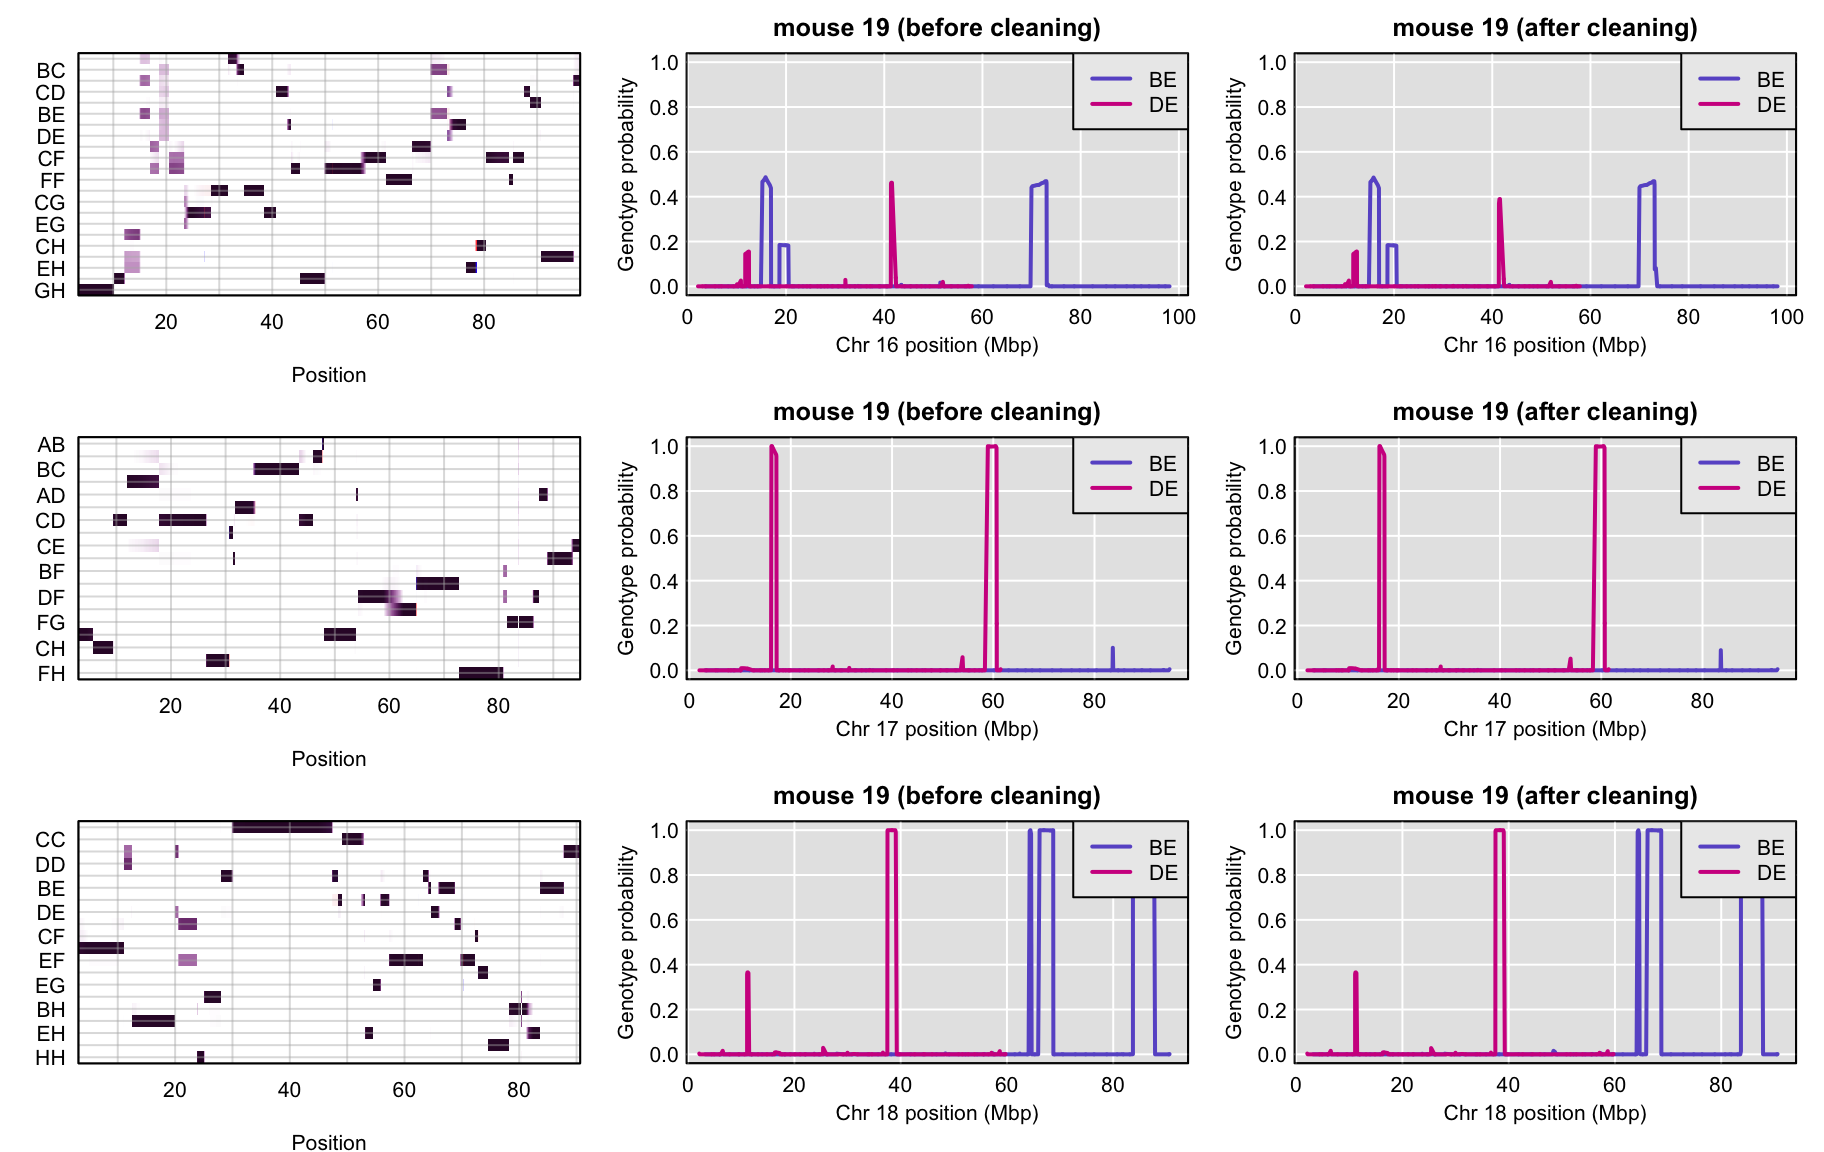 mouse 19 (before cleaning)
mouse 19 (after cleaning)
BC
CD
BE
DE
CF
FF
CG
EG
CH
EH
GH
20 40 60 80
Position
Genotype probability
1.0
0.8
0.6
0.4
0.2
0.0
BE
DE
0 20 40 60 80 100
Chr 16 position (Mbp)
Genotype probability
1.0
0.8
0.6
0.4
0.2
0.0
BE
DE
0 20 40 60 80 100
Chr 16 position (Mbp)
mouse 19 (before cleaning)
mouse 19 (after cleaning)
AB
BC
AD
CD
CE
BF
DF
FG
CH
FH
20 40 60 80
Position
Genotype probability
1.0
0.8
0.6
0.4
0.2
0.0
BE
DE
0 20 40 60 80
Chr 17 position (Mbp)
Genotype probability
1.0
0.8
0.6
0.4
0.2
0.0
BE
DE
0 20 40 60 80
Chr 17 position (Mbp)
mouse 19 (before cleaning)
mouse 19 (after cleaning)
CC
DD
BE
DE
CF
EF
EG
BH
EH
HH
20 40 60 80
Position
Genotype probability
1.0
0.8
0.6
0.4
0.2
0.0
BE
DE
0 20 40 60 80
Chr 18 position (Mbp)
Genotype probability
1.0
0.8
0.6
0.4
0.2
0.0
BE
DE
0 20 40 60 80
Chr 18 position (Mbp)